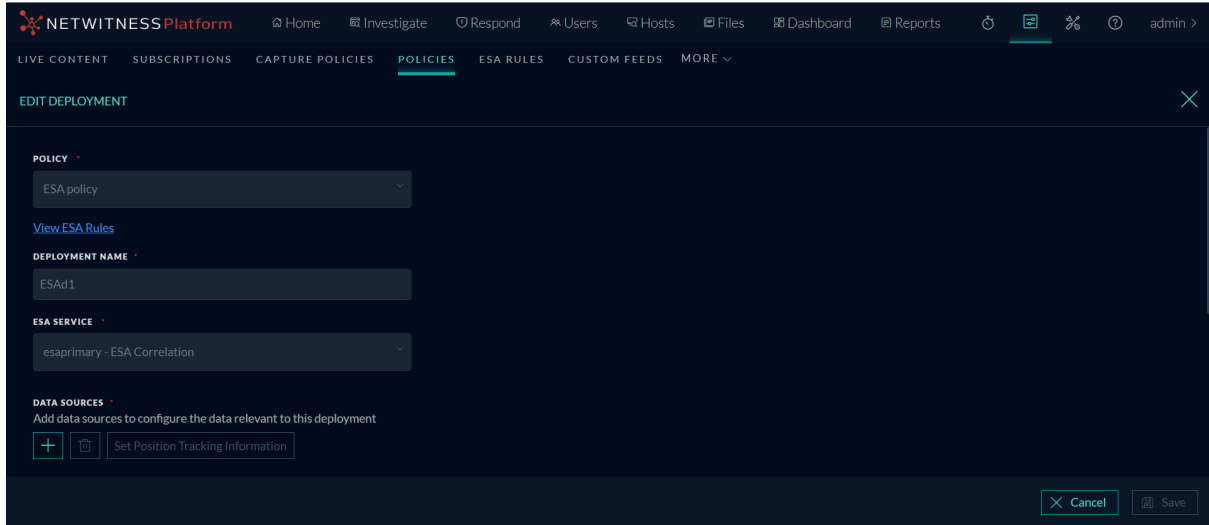 NETWITNESS Platform Home Investigate Respond Users Hosts Files Dashboard Reports admin >
LIVE CONTENT SUBSCRIPTIONS CAPTURE POLICIES POLICIES ESA RULES CUSTOM FEEDS MORE
EDIT DEPLOYMENT
POLICY *
ESA policy
View ESA Rules
DEPLOYMENT NAME *
ESAd1
ESA SERVICE *
esaprimary - ESA Correlation
DATA SOURCES *
Add data sources to configure the data relevant to this deployment
Set Position Tracking Information
Cancel Save